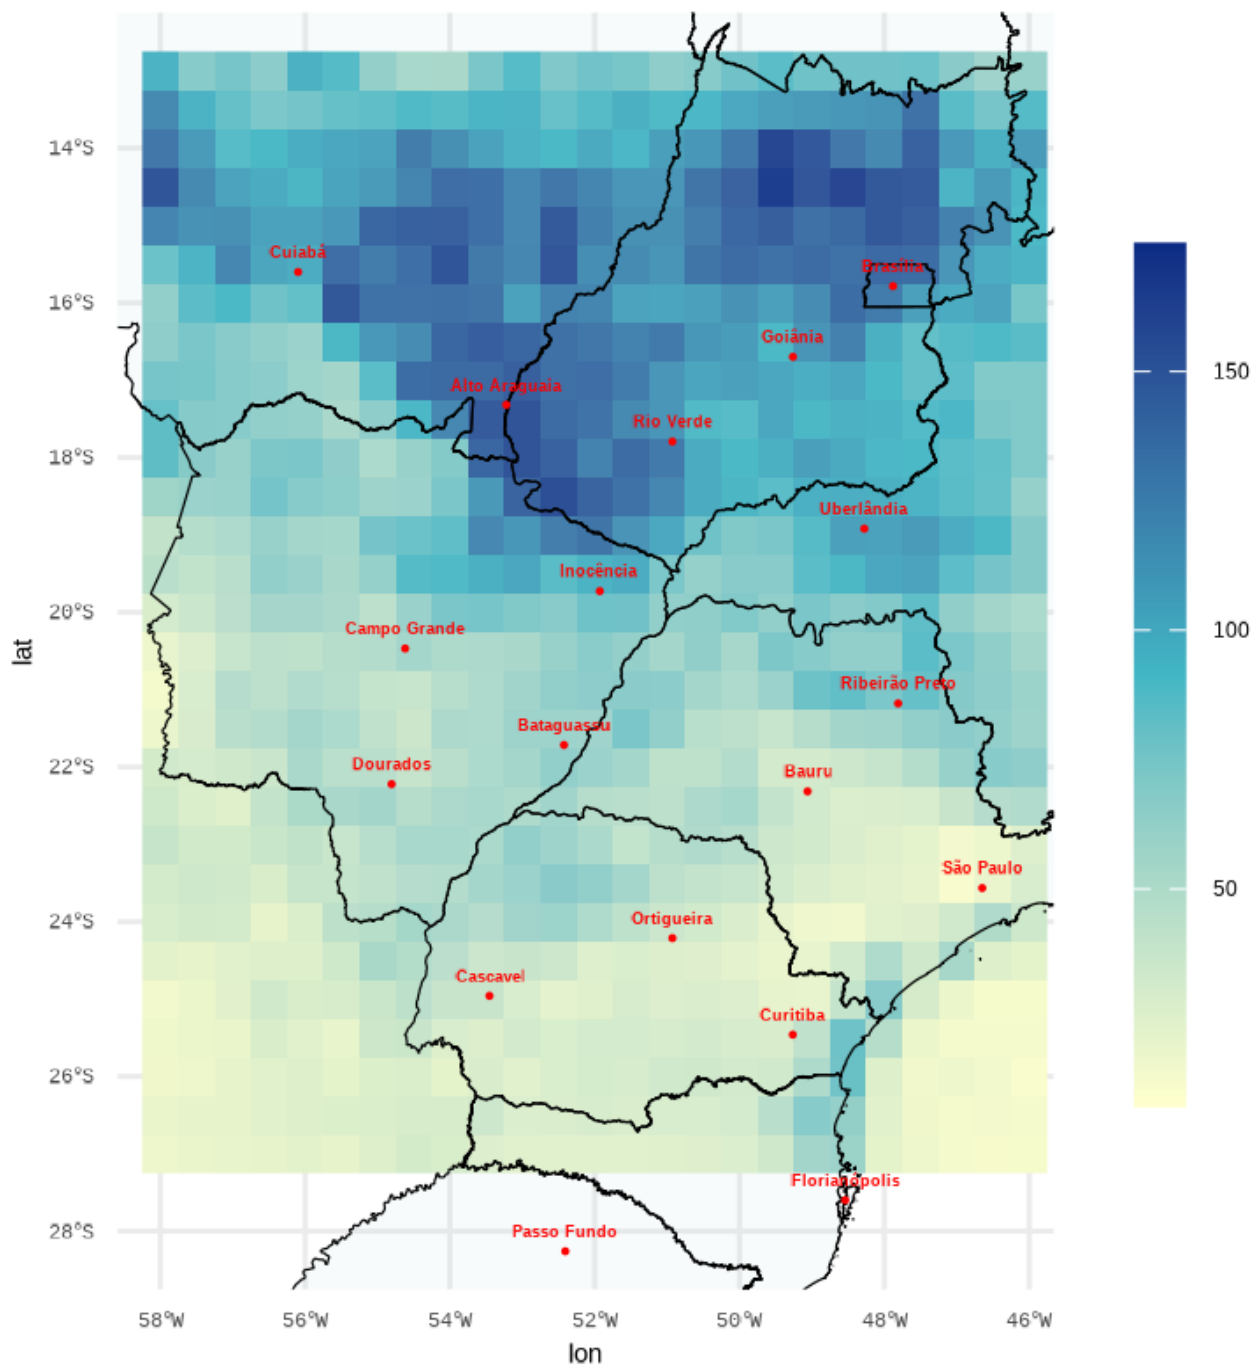 14°S
Cuiabá
150
Brasília
16°S
Goiânia
Alto Araguaia
Rio Verde
18°S
Uberlândia
Inocência
20°S
Campo Grande
100
lat
Ribeirão Preto
Bataguassu
22°S
Dourados
Bauru
São Paulo
50
24°S
Ortigueira
Cascavel
Curitiba
26°S
Florianópolis
28°S
Passo Fundo
58°W 56°W 54°W 52°W 50°W 48°W 46°W
lon